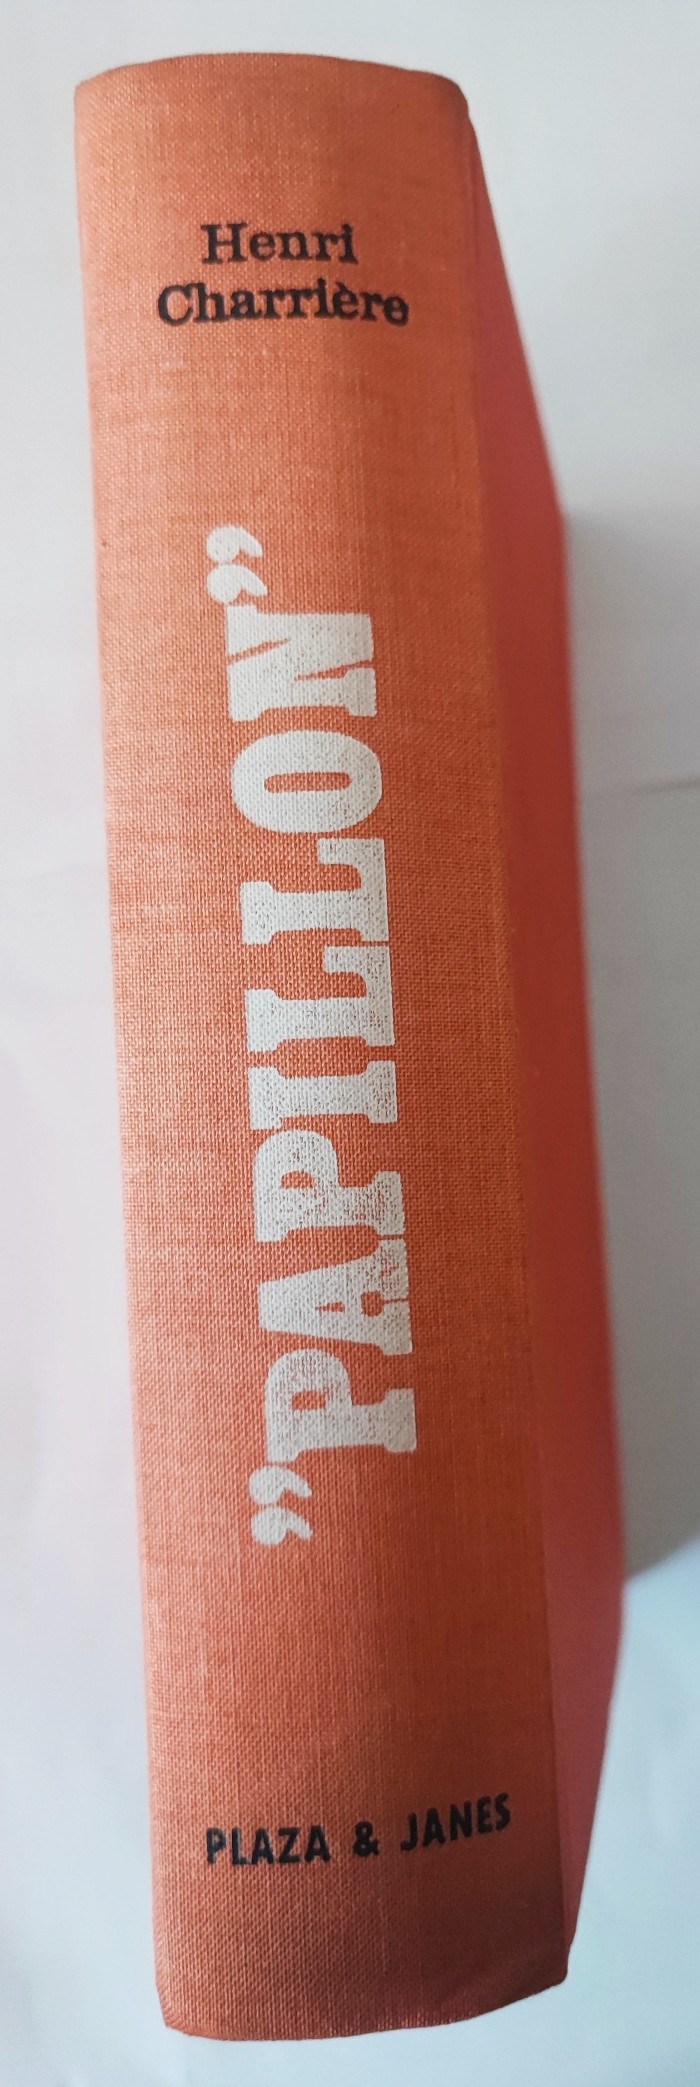 Henri
Charrière
”PAPILLON“
PLAZA & JANES